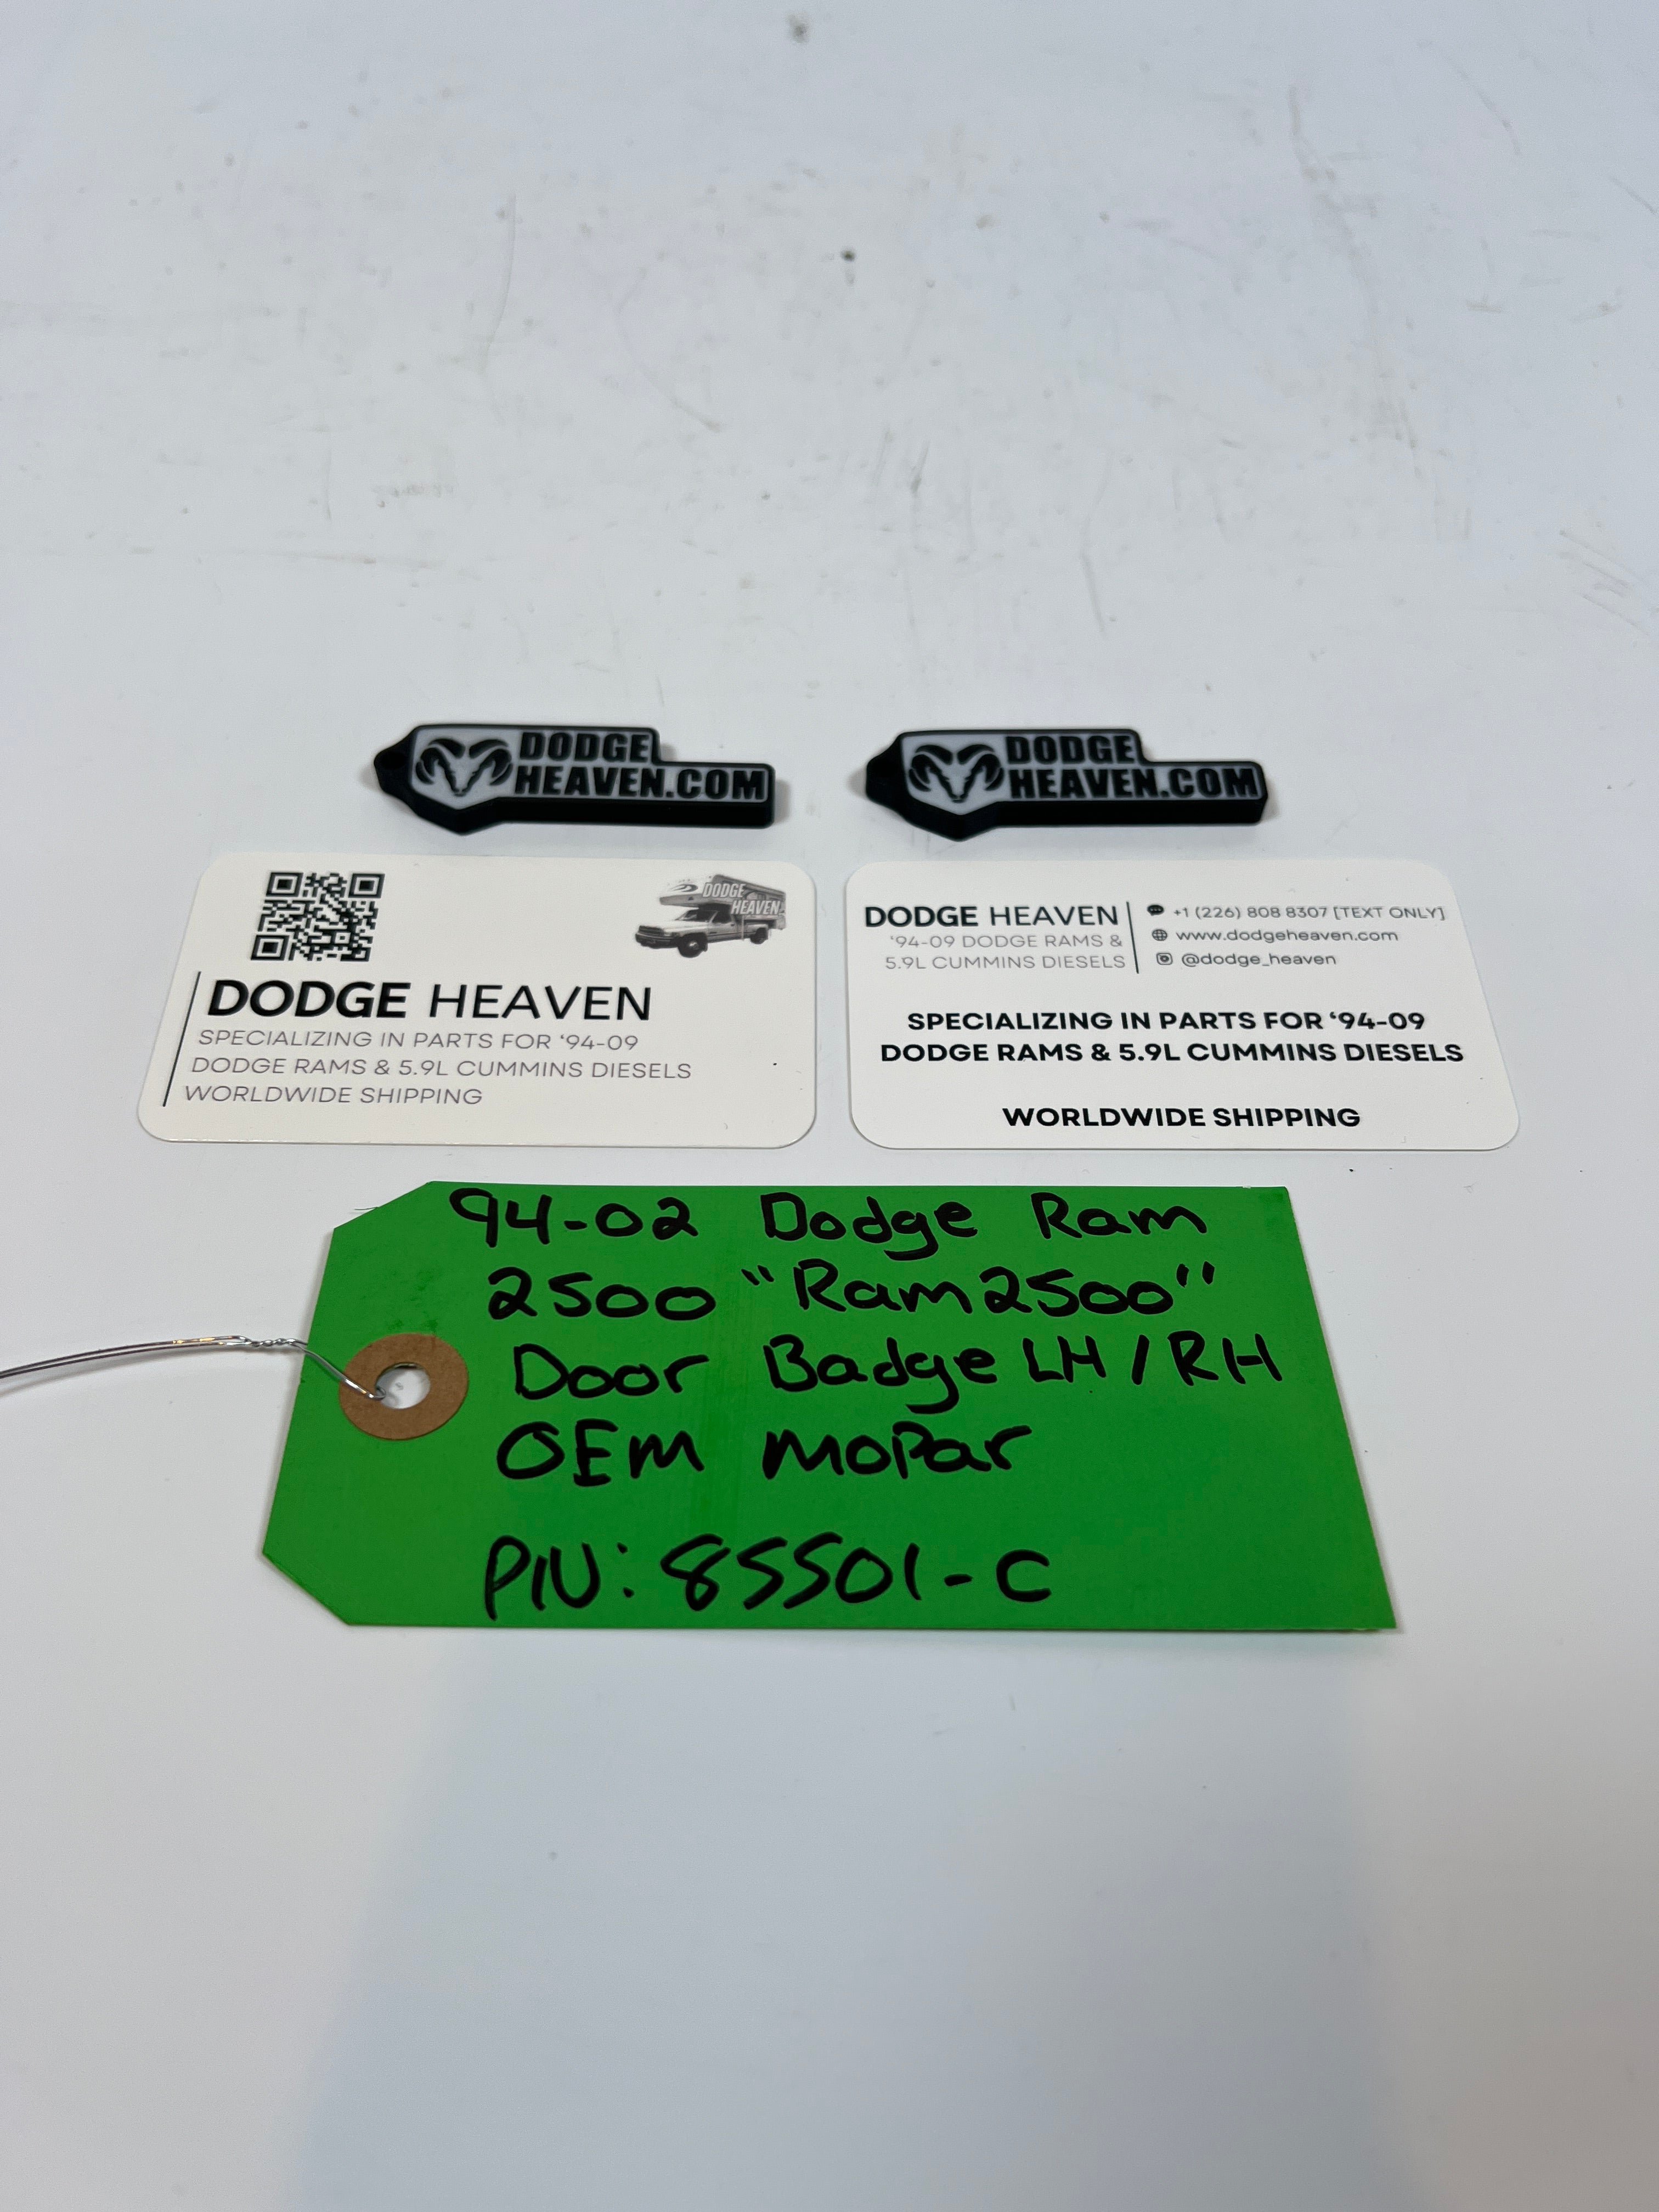 DODGE
HEAVEN.COM
DODGE
HEAVEN.COM
DODGE
HEAVEN
DODGE HEAVEN
SPECIALIZING IN PARTS FOR ‘94-09
DODGE RAMS & 5.9L CUMMINS DIESELS
WORLDWIDE SHIPPING
DODGE HEAVEN
‘94-09 DODGE RAMS &
5.9L CUMMINS DIESELS
+1 (226) 808 8307 [TEXT ONLY]
www.dodgeheaven.com
@dodge_heaven
SPECIALIZING IN PARTS FOR ‘94-09
DODGE RAMS & 5.9L CUMMINS DIESELS
WORLDWIDE SHIPPING
94-02 Dodge Ram
2500 "Ram2500"
Door Badge LH/RH
OEM Mopar
PIU: 85501-C